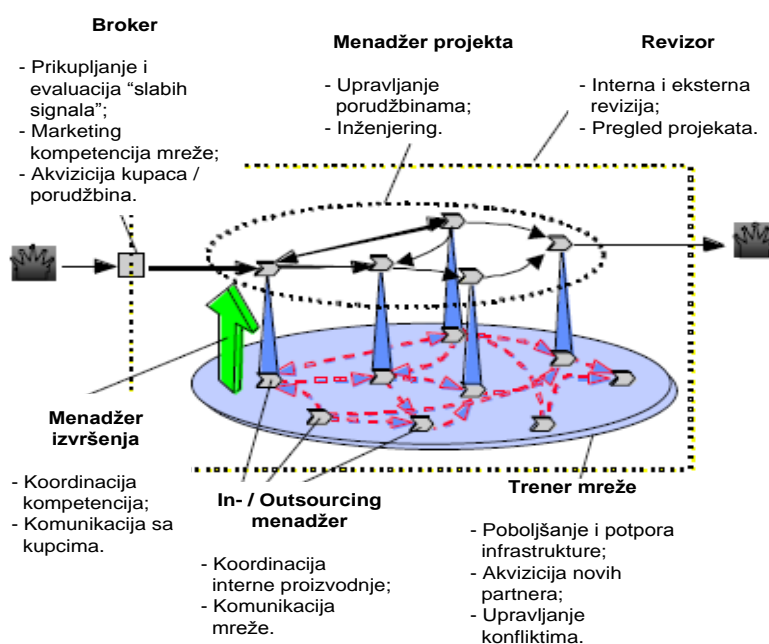 Broker
- Prikupljanje i
evaluacija “slabih
signala”;
- Marketing
kompetencija mreže;
- Akvizicija kupaca /
porudžbina.
Menadžer projekta
- Upravljanje
porudžbinama;
- Inženjering.
Revizor
- Interna i eksterna
revizija;
- Pregled projekata.
Menadžer
izvršenja
- Koordinacija
kompetencija;
- Komunikacija sa
kupcima.
In- / Outsourcing
menadžer
- Koordinacija
interne proizvodnje;
- Komunikacija
mreže.
Trener mreže
- Poboljšanje i potpora
infrastrukture;
- Akvizicija novih
partnera;
- Upravljanje
konfliktima.